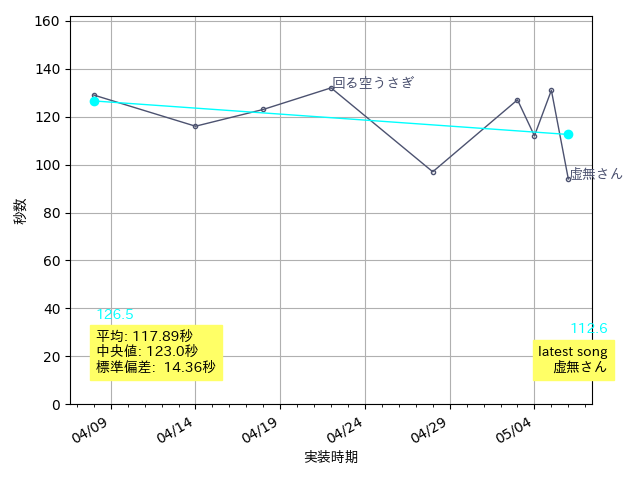 160
140
120
100
80
60
40
20
0
秒数
回る空うさぎ
虚無さん
126.5
平均: 117.89秒
中央値: 123.0秒
標準偏差: 14.36秒
112.6
latest song
虚無さん
04/09
04/14
04/19
04/24
04/29
05/04
実装時期